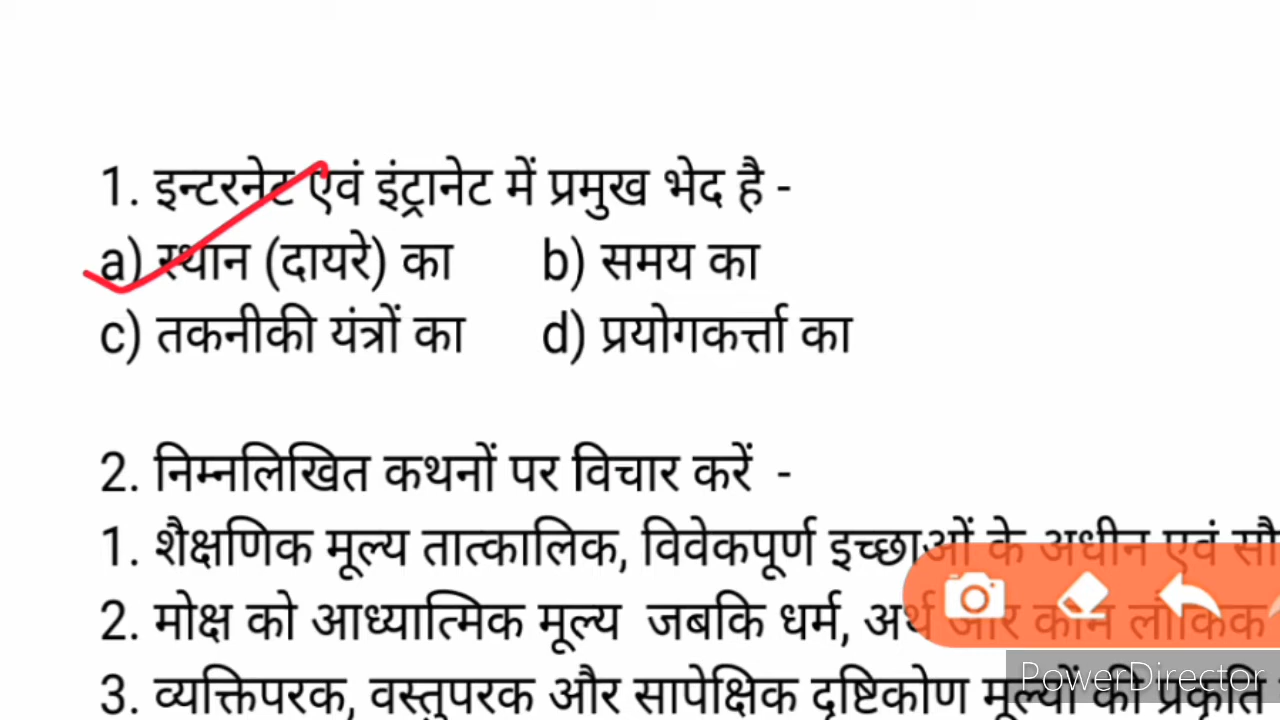 1. इन्टरनेट एवं इंट्रानेट में प्रमुख भेद है -
a) स्थान (दायरे) का b) समय का
c) तकनीकी यंत्रों का d) प्रयोगकर्त्ता का
2. निम्नलिखित कथनों पर विचार करें -
1. शैक्षणिक मूल्य तात्कालिक, विवेकपूर्ण इच्छाओं के अधीन एवं
2. मोक्ष को आध्यात्मिक मूल्य जबकि धर्म, अर्थ और काम लौकिक
3. व्यक्तिपरक, वस्तुपरक और सापेक्षिक दृष्टिकोण मूल्यों की प्रकृति
PowerDirector